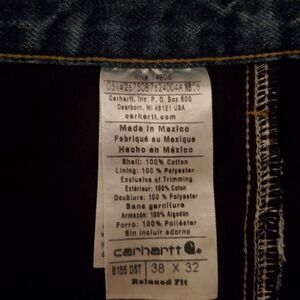 Carhartt, Inc. P.O. Box 600
Dearborn, MI 48121 USA
carhartt.com
Made in Mexico
Fabriqué au Mexique
Hecho en México
Shell: 100% Cotton
Lining: 100% Polyester
Exclusive of Trimming
Extérieur: 100% Coton
Doublure: 100% Polyester
Sans garniture
Armazón: 100% Algodón
Forro: 100% Poliéster
Sin incluir adorno
carhartt
B155 DST 38 X 32
Relaxed Fit